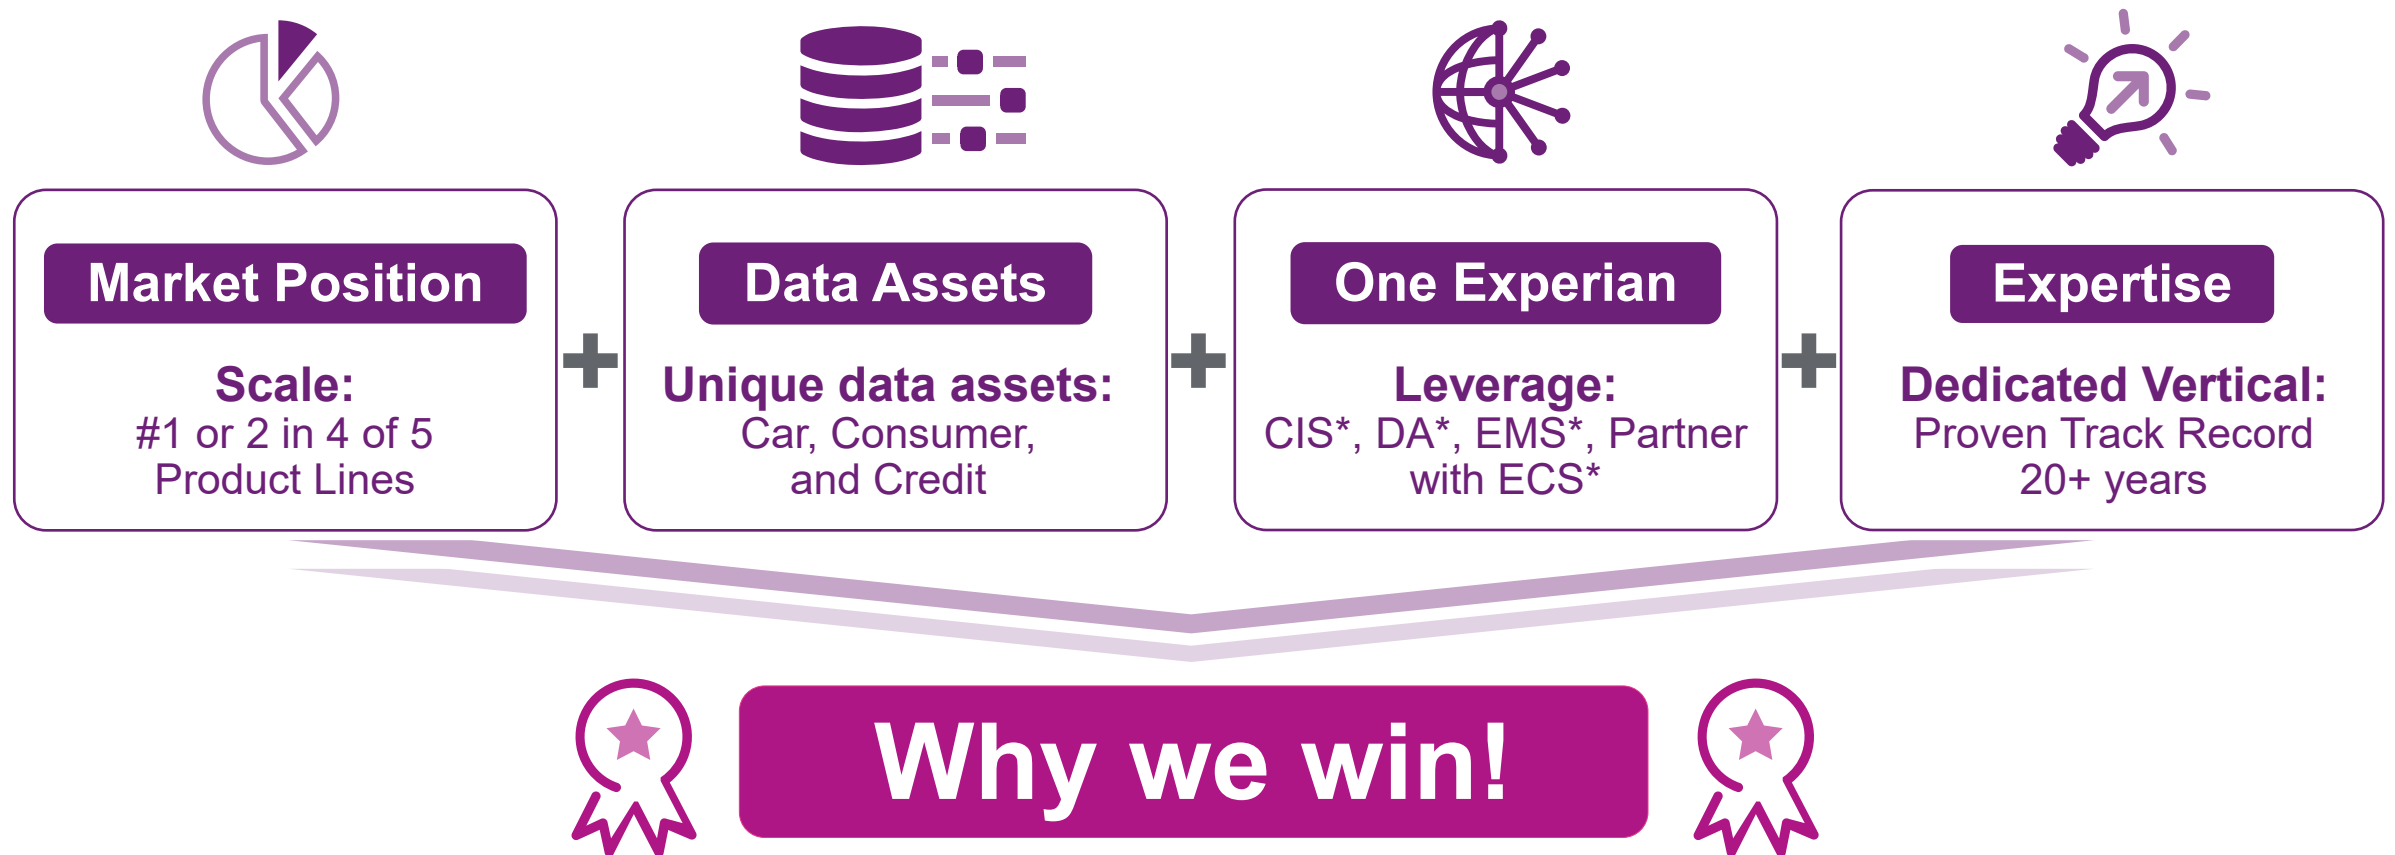 Market Position
Scale:
#1 or 2 in 4 of 5
Product Lines
Data Assets
Unique data assets:
Car, Consumer,
and Credit
One Experian
Leverage:
CIS*, DA*, EMS*, Partner
with ECS*
Expertise
Dedicated Vertical:
Proven Track Record
20+ years
Why we win!